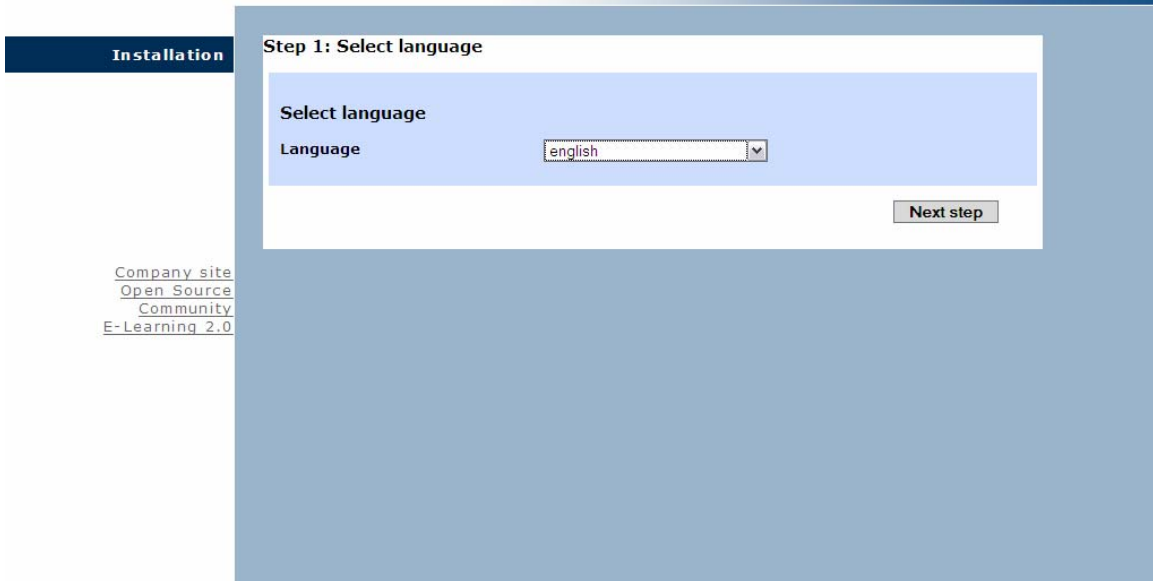 Installation
Company site
Open Source
Community
E-Learning 2.0
Step 1: Select language
Select language
Language english
Next step